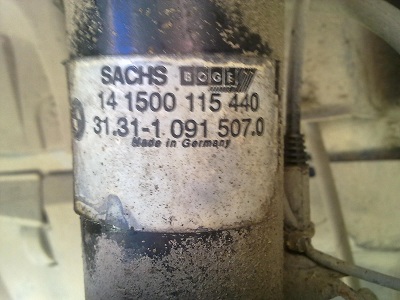 SACHS BOGE
14 1500 115 440
31.31-1 091 507.0
Made in Germany